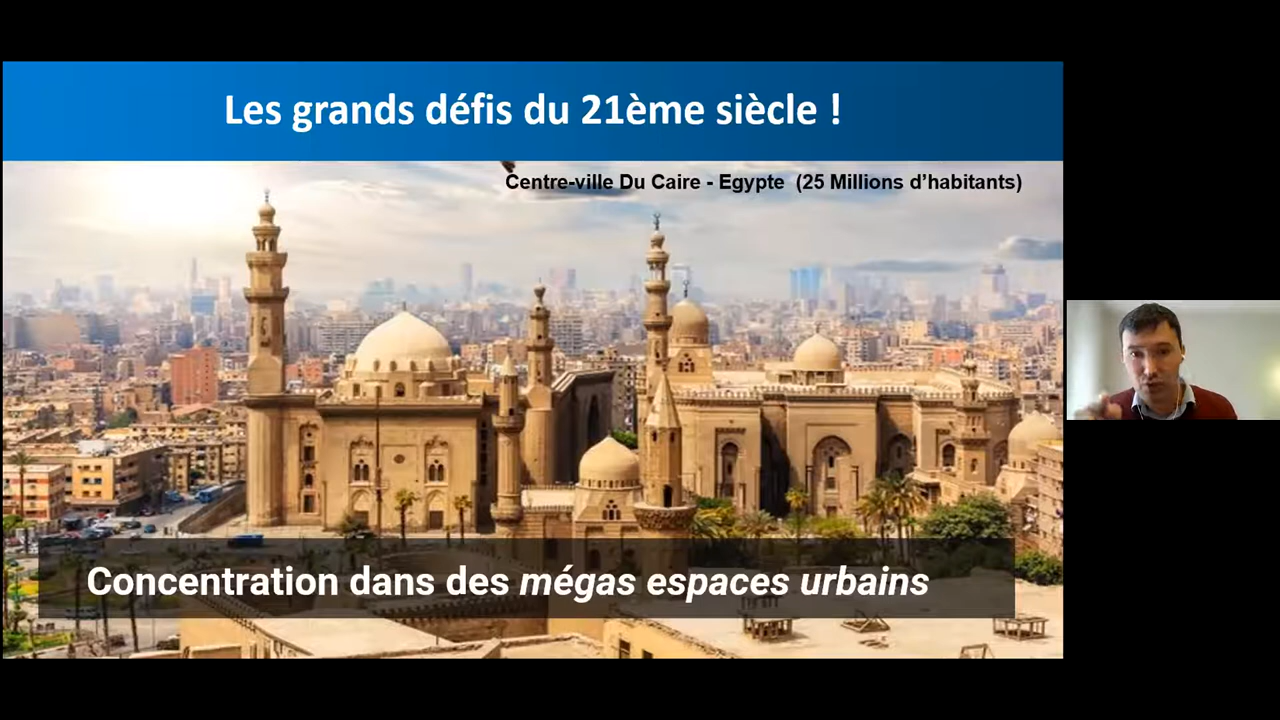 Les grands défis du 21ème siècle !
Centre-ville Du Caire - Egypte (25 Millions d’habitants)
Concentration dans des mégas espaces urbains